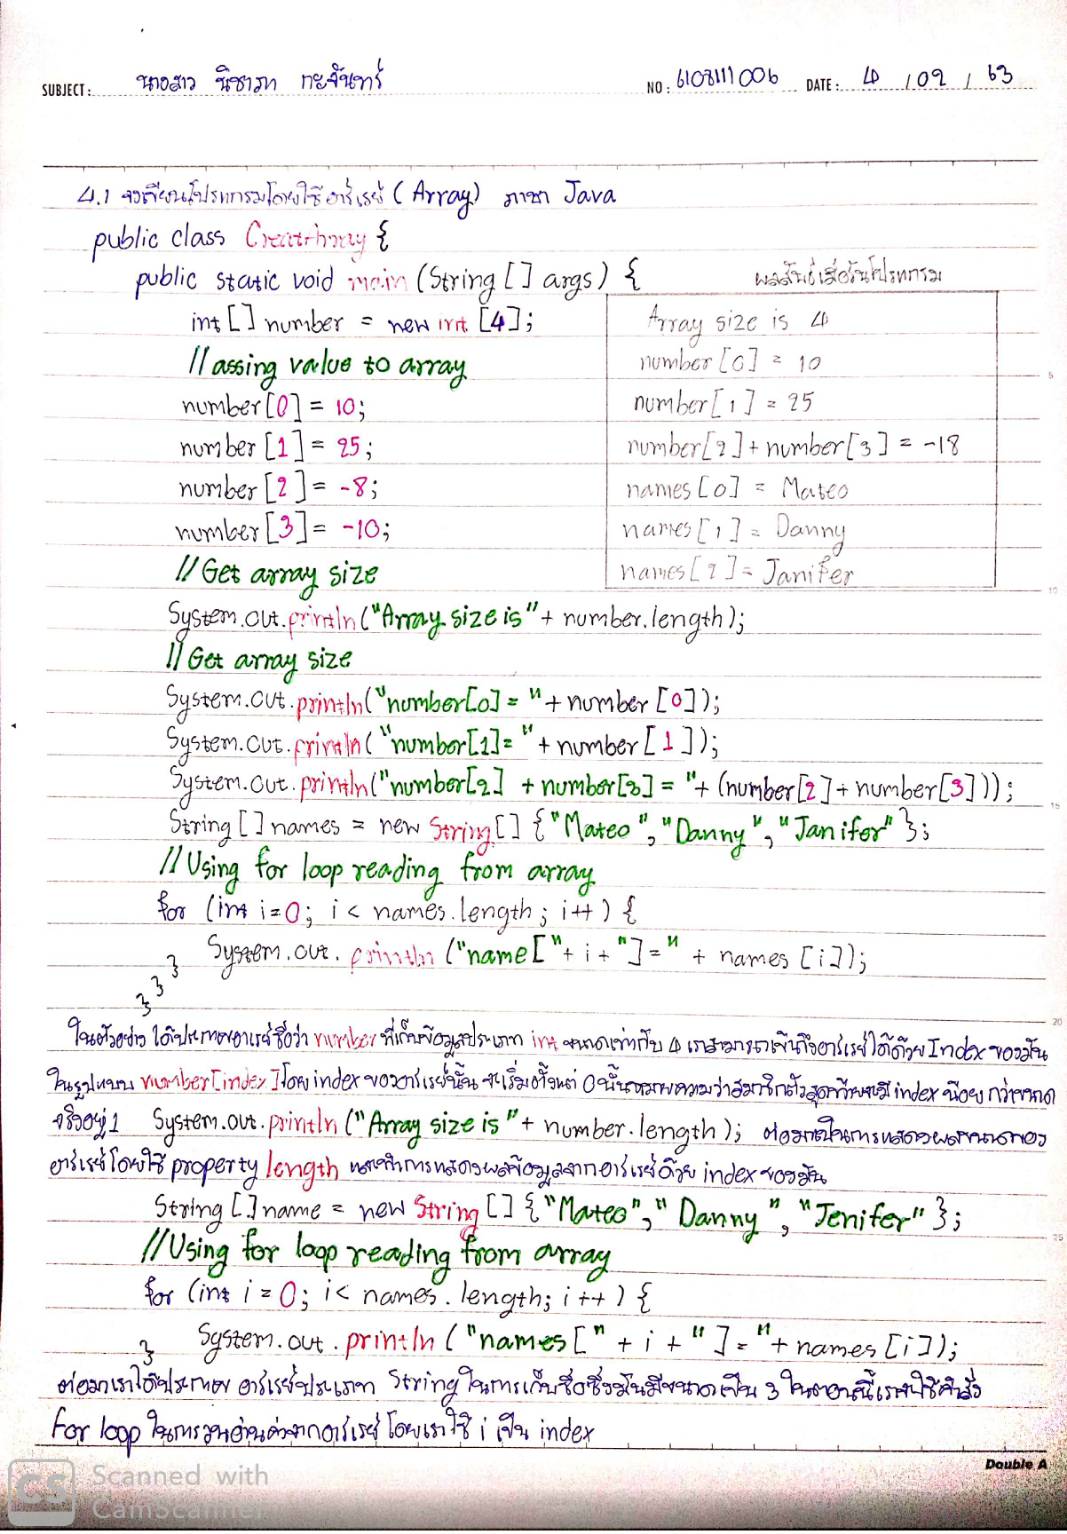 SUBJECT: นางสาว นิชาภา กะจันทร์ NO: 6103111006 DATE: 4 / 02 / 63
4.1 จงเขียนโปรแกรมโดยใช้อาร์เรย์ (Array) ภาษา Java
public class CreatArray {
public static void main (String [] args) {
ผลลัพธ์เมื่อรันโปรแกรม
int [] number = new int [4];
Array size is 4
// assing value to array
number [0] = 10
number [0] = 10;
number [1] = 25
number [1] = 25;
number [2] + number [3] = -18
number [2] = -8;
names [0] = Mateo
number [3] = -10;
names [1] = Danny
// Get array size
names [2] = Janifer
System.out.println ("Array size is" + number.length);
// Get array size
System.out.println ("number[0] = " + number [0]);
System.out.println ("number[1] = " + number [1]);
System.out.println ("number[2] + number[3] = " + (number[2] + number[3]));
String [] names = new String [] {"Mateo", "Danny", "Janifer"};
// Using for loop reading from array
for (int i=0; i < names.length; i++) {
System.out.println ("name [" + i + "] = " + names [i]);
}
}
}
ในตัวอย่าง ได้ประกาศอาเรย์ชื่อว่า number ที่เก็บข้อมูลประเภท int ขนาดเท่ากับ 4 เราสามารถเข้าถึงอาร์เรย์ได้ด้วย Index ของมัน
ในรูปแบบ number [index] โดย index ของอาร์เรย์นั้น จะเริ่มตั้งแต่ 0 นั้นหมายความว่าสมาชิกตัวสุดท้ายจะมี index น้อย กว่าขนาด
จริงอยู่ 1 System.out.println ("Array size is" + number.length); ต่อมาเป็นการแสดงผลขนาดของ
อาร์เรย์ โดยใช้ property length และทำการแสดงผลข้อมูลจากอาร์เรย์ด้วย index ของมัน
String [] name = new String [] {"Mateo", "Danny", "Jenifer"};
// Using for loop reading from array
for (int i = 0; i < names.length; i++) {
System.out.println ("names [" + i + "] = " + names [i]);
}
ต่อมาเราได้ประกาศ อาร์เรย์ประเภท String ในการเก็บชื่อซึ่งมันมีขนาดเป็น 3 ในตอนนี้เราใช้คำสั่ง
for loop ในการวนอ่านค่าจากอาร์เรย์ โดยเราใช้ i เป็น index
Double A
CS Scanned with
CamScanner